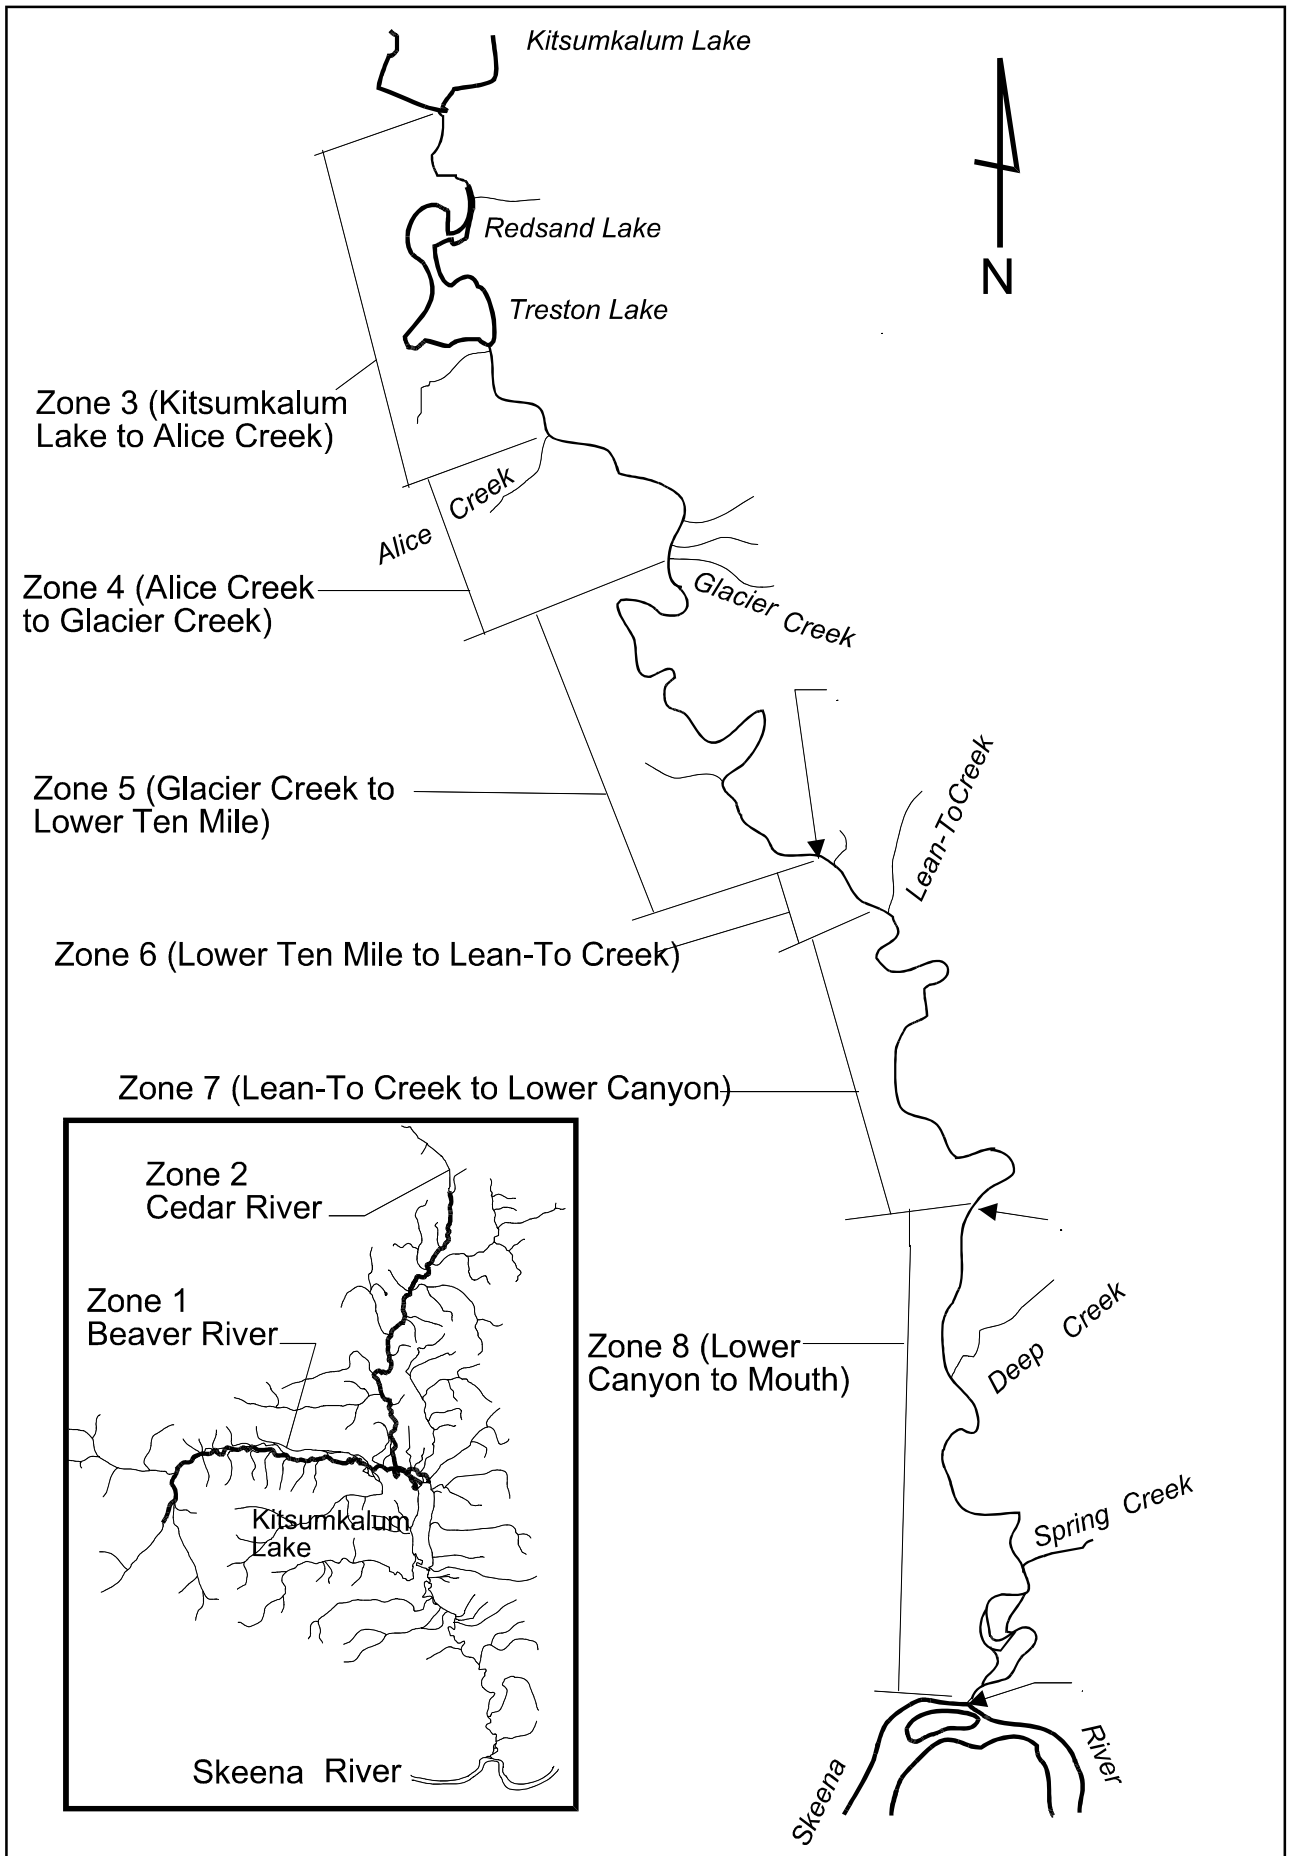 Kitsumkalum Lake
N
Redsand Lake
Treston Lake
Zone 3 (Kitsumkalum
Lake to Alice Creek)
Alice Creek
Zone 4 (Alice Creek
to Glacier Creek)
Glacier Creek
Zone 5 (Glacier Creek to
Lower Ten Mile)
Lean-ToCreek
Zone 6 (Lower Ten Mile to Lean-To Creek)
Zone 7 (Lean-To Creek to Lower Canyon)
Zone 2
Cedar River
Zone 1
Beaver River
Kitsumkalum
Lake
Skeena River
Zone 8 (Lower
Canyon to Mouth)
Deep Creek
Spring Creek
Skeena River